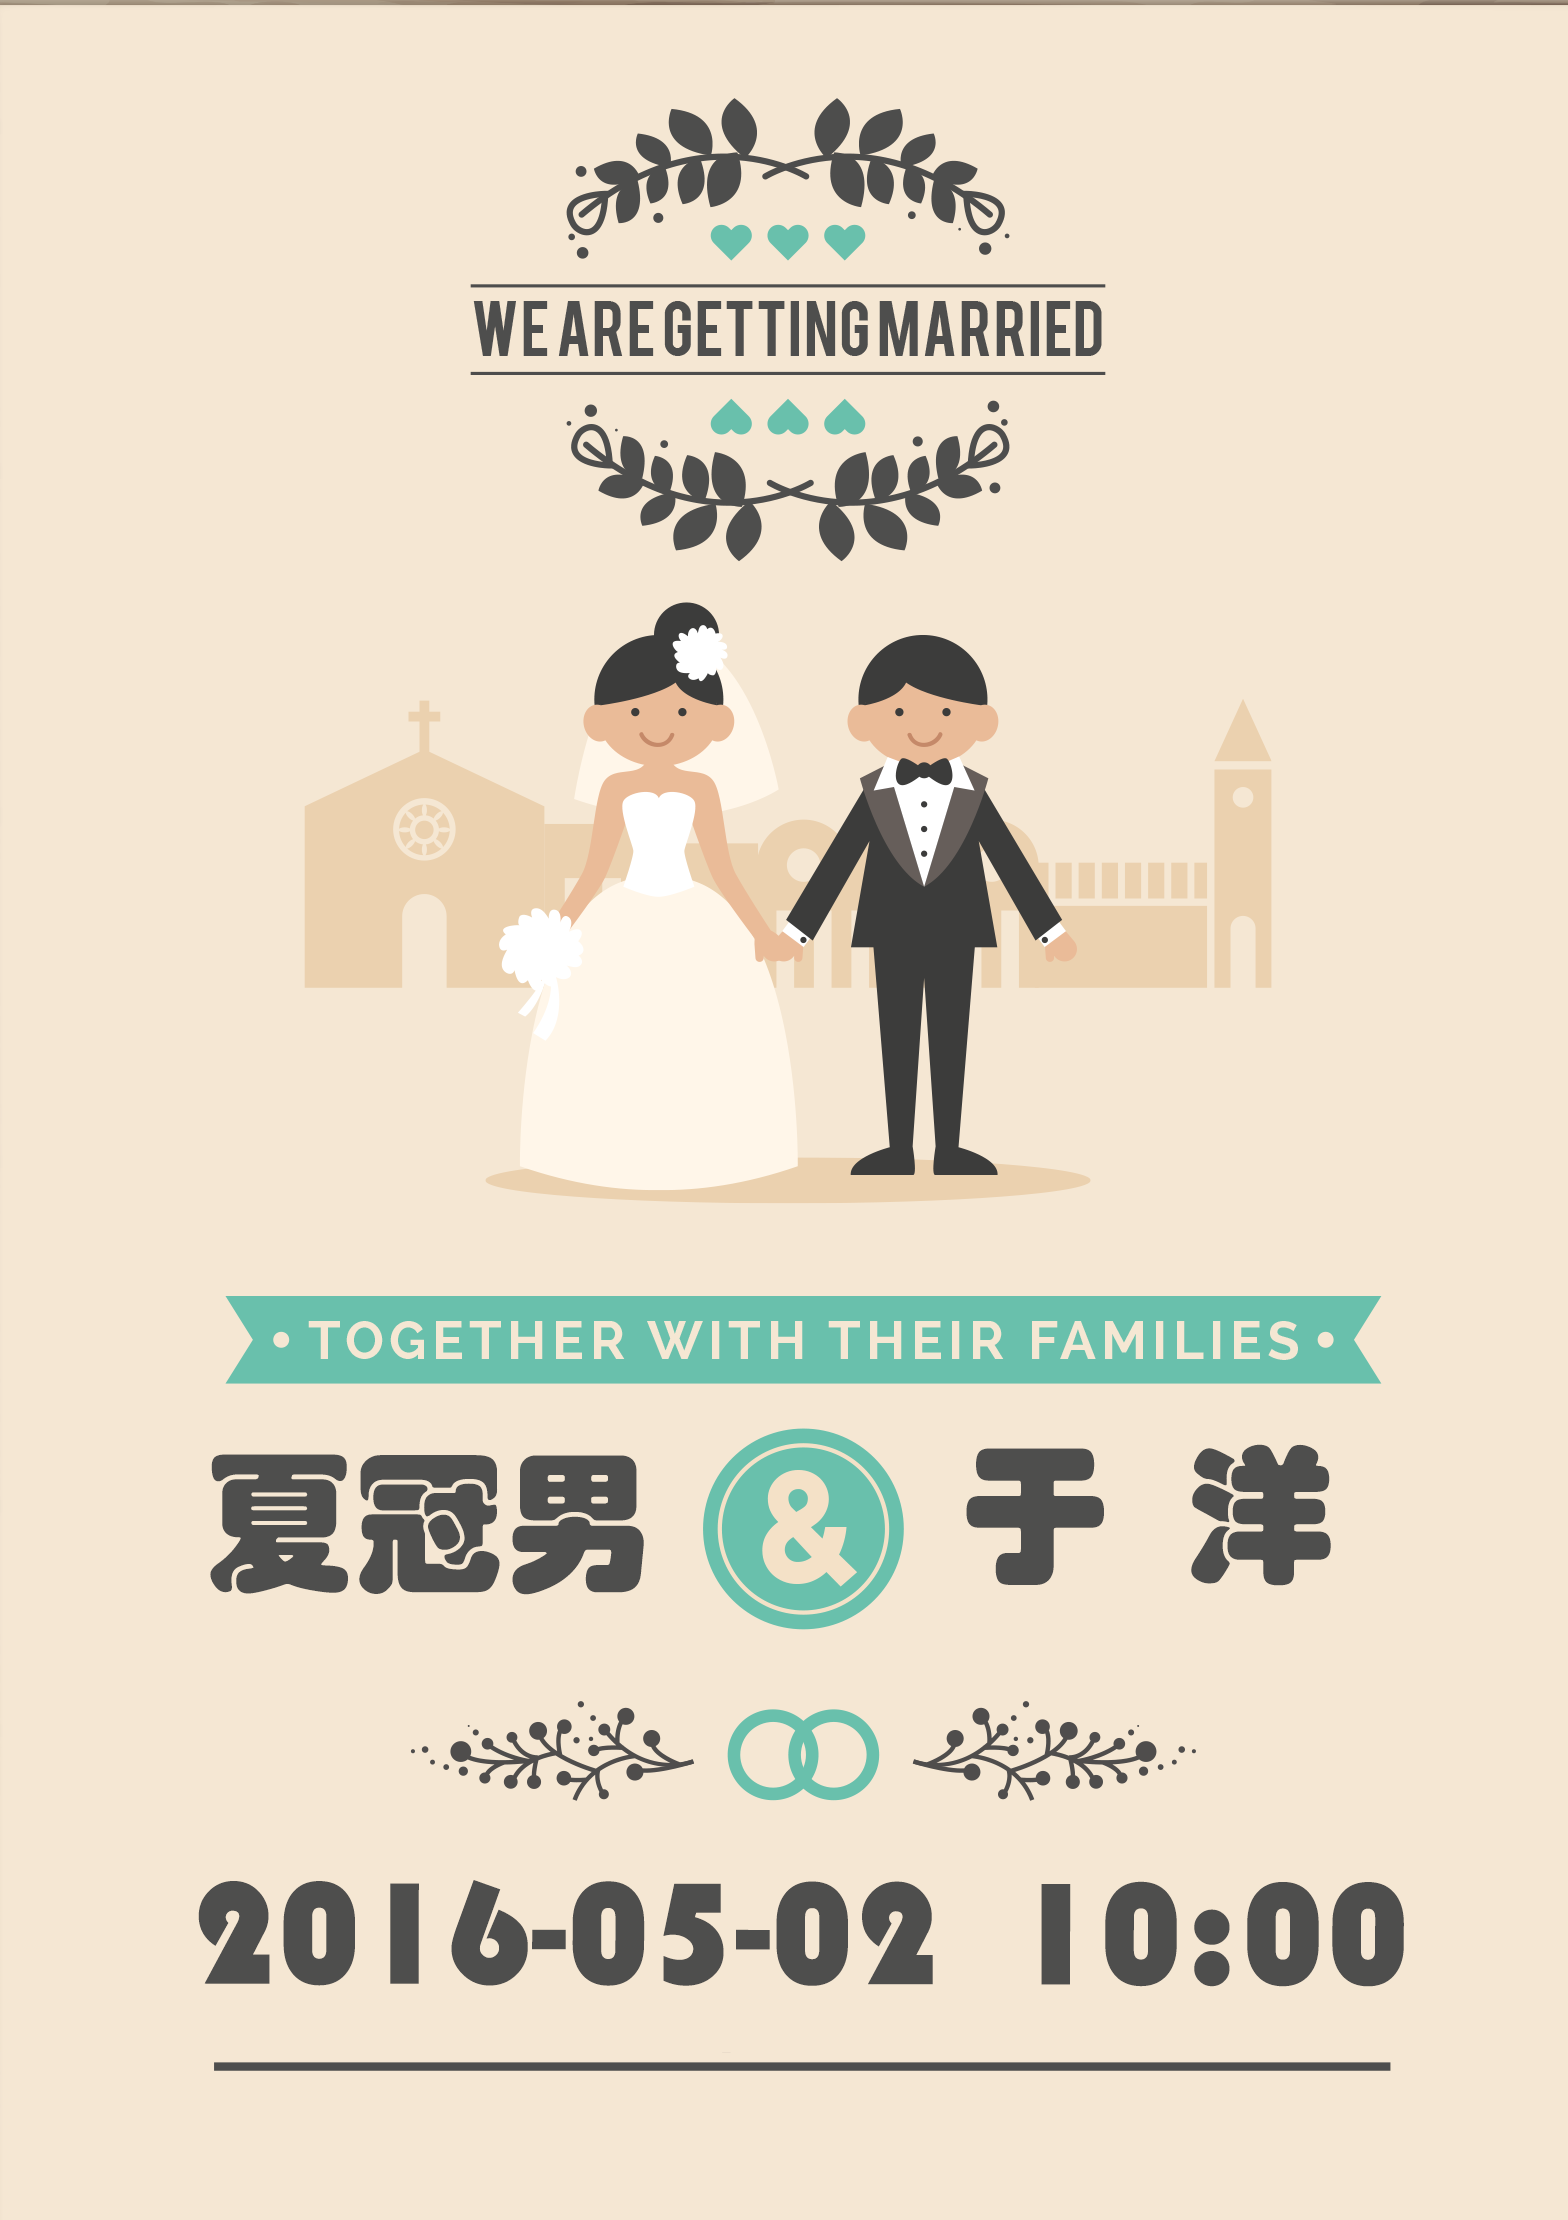 WE ARE GETTING MARRIED
• TOGETHER WITH THEIR FAMILIES •
夏冠男 & 于 洋
2016-05-02 10:00